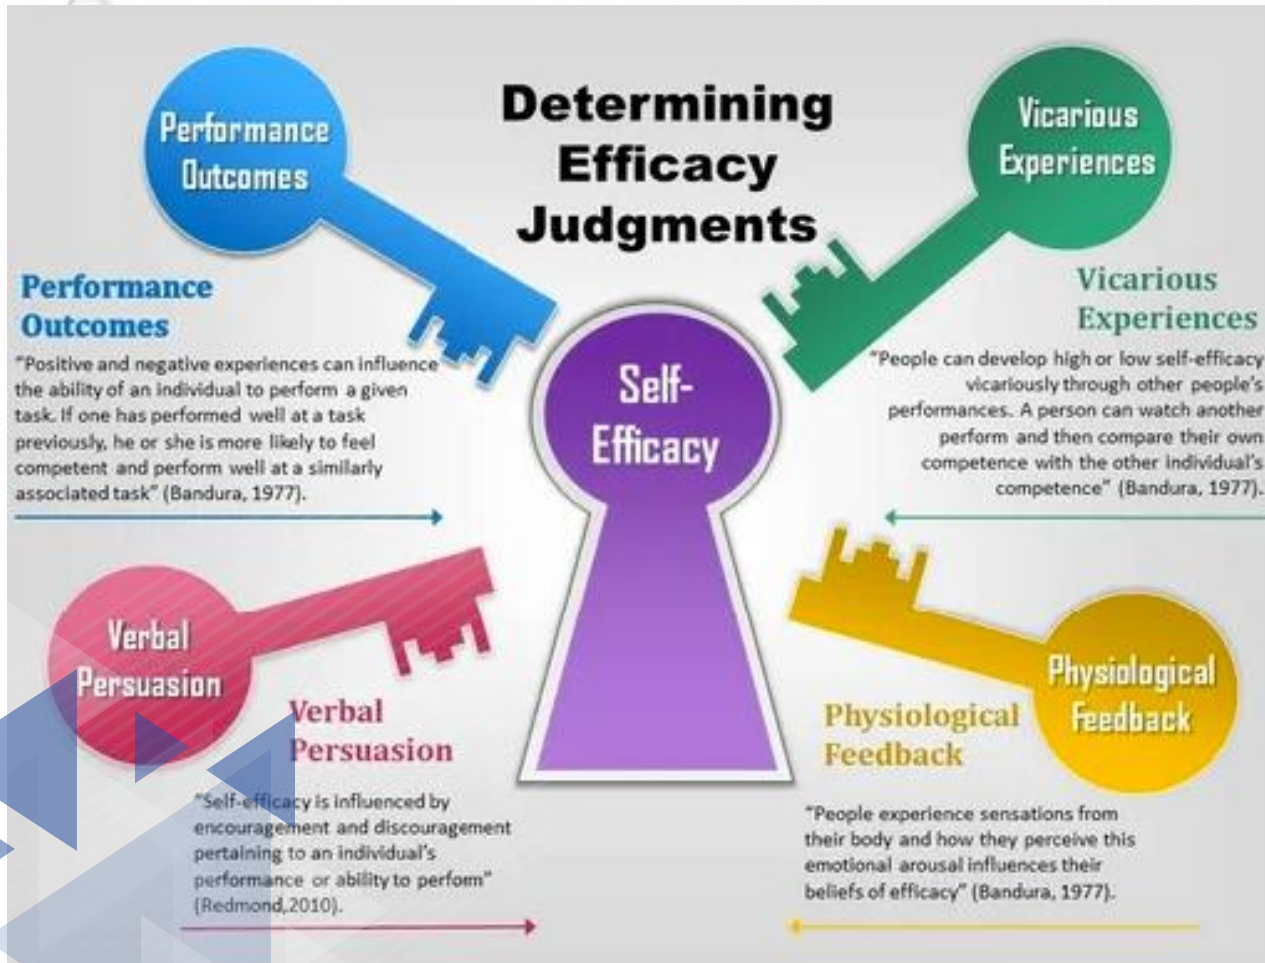 Determining
Efficacy
Judgments
Performance
Outcomes
Performance
Outcomes
"Positive and negative experiences can influence
the ability of an individual to perform a given
task. If one has performed well at a task
previously, he or she is more likely to feel
competent and perform well at a similarly
associated task" (Bandura, 1977).
Vicarious
Experiences
Vicarious
Experiences
"People can develop high or low self-efficacy
vicariously through other people's
performances. A person can watch another
perform and then compare their own
competence with the other individual's
competence" (Bandura, 1977).
Self-
Efficacy
Verbal
Persuasion
Verbal
Persuasion
"Self-efficacy is influenced by
encouragement and discouragement
pertaining to an individual's
performance or ability to perform"
(Redmond,2010).
Physiological
Feedback
Physiological
Feedback
"People experience sensations from
their body and how they perceive this
emotional arousal influences their
beliefs of efficacy" (Bandura, 1977).